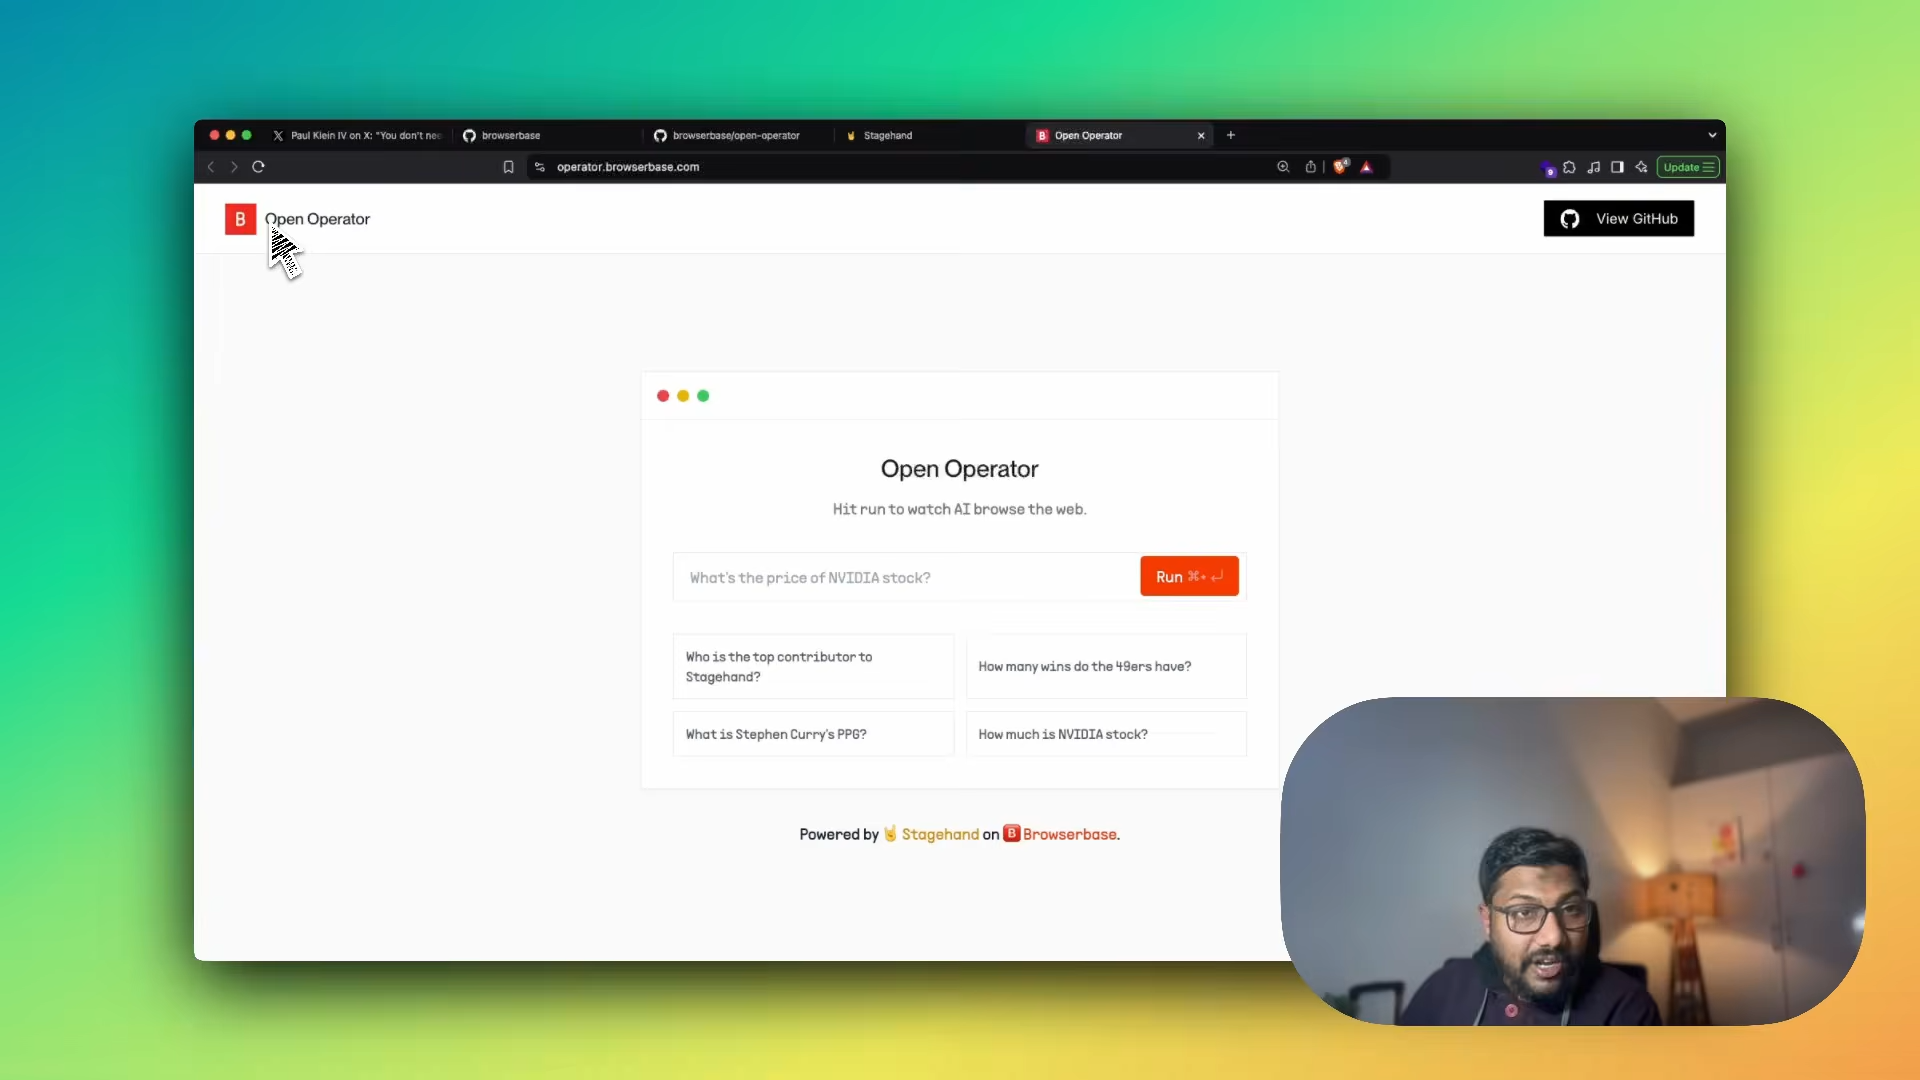 Paul Klein IV on X: "You don't nee
browserbase
browserbase/open-operator
Stagehand
B Open Operator
operator.browserbase.com
4
9
Update
B
Open Operator
View GitHub
Open Operator
Hit run to watch AI browse the web.
What's the price of NVIDIA stock?
Run ⌘+
Who is the top contributor to
Stagehand?
How many wins do the 49ers have?
What is Stephen Curry's PPG?
How much is NVIDIA stock?
Powered by 🤘 Stagehand on B Browserbase.